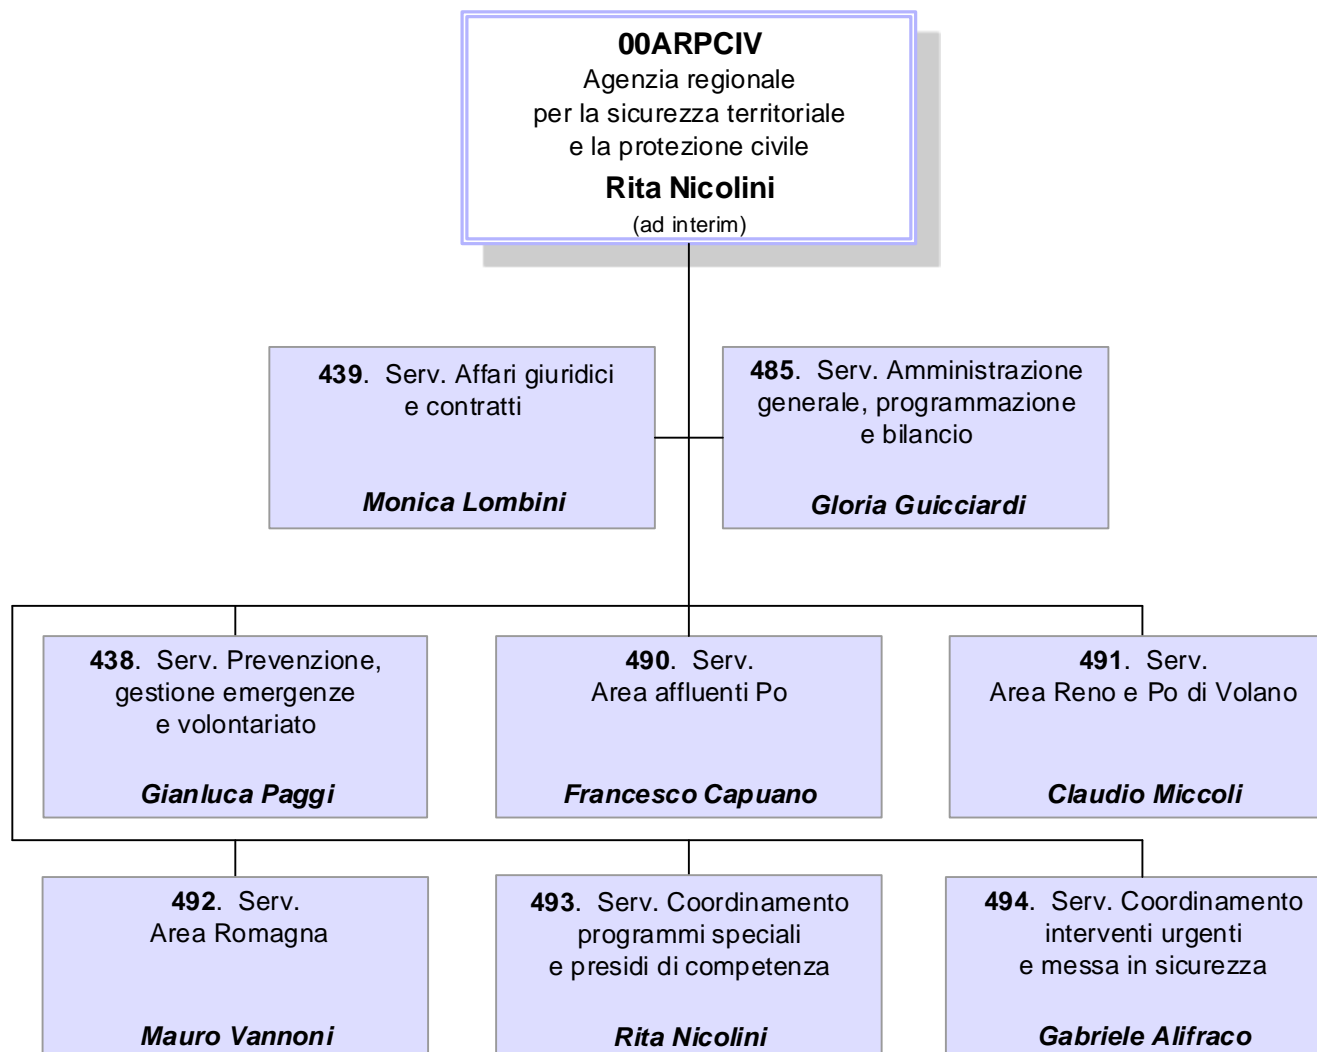 00ARPCIV
Agenzia regionale
per la sicurezza territoriale
e la protezione civile
Rita Nicolini
(ad interim)
439. Serv. Affari giuridici
e contratti
Monica Lombini
485. Serv. Amministrazione
generale, programmazione
e bilancio
Gloria Guicciardi
438. Serv. Prevenzione,
gestione emergenze
e volontariato
Gianluca Paggi
490. Serv.
Area affluenti Po
Francesco Capuano
491. Serv.
Area Reno e Po di Volano
Claudio Miccoli
492. Serv.
Area Romagna
Mauro Vannoni
493. Serv. Coordinamento
programmi speciali
e presidi di competenza
Rita Nicolini
494. Serv. Coordinamento
interventi urgenti
e messa in sicurezza
Gabriele Alifraco